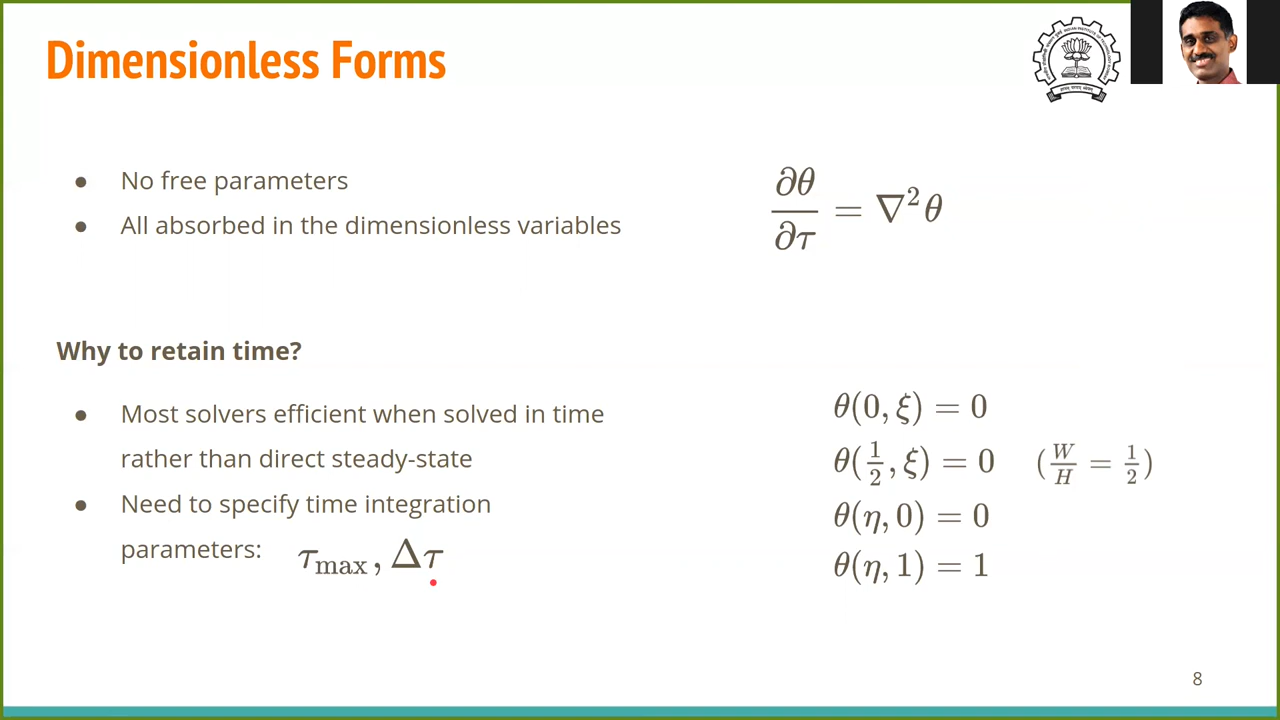 Dimensionless Forms
● No free parameters
● All absorbed in the dimensionless variables
∂θ/∂τ = ∇²θ
Why to retain time?
● Most solvers efficient when solved in time
rather than direct steady-state
● Need to specify time integration
parameters: τmax, Δτ
θ(0, ξ) = 0
θ(1/2, ξ) = 0 (W/H = 1/2)
θ(η, 0) = 0
θ(η, 1) = 1
8